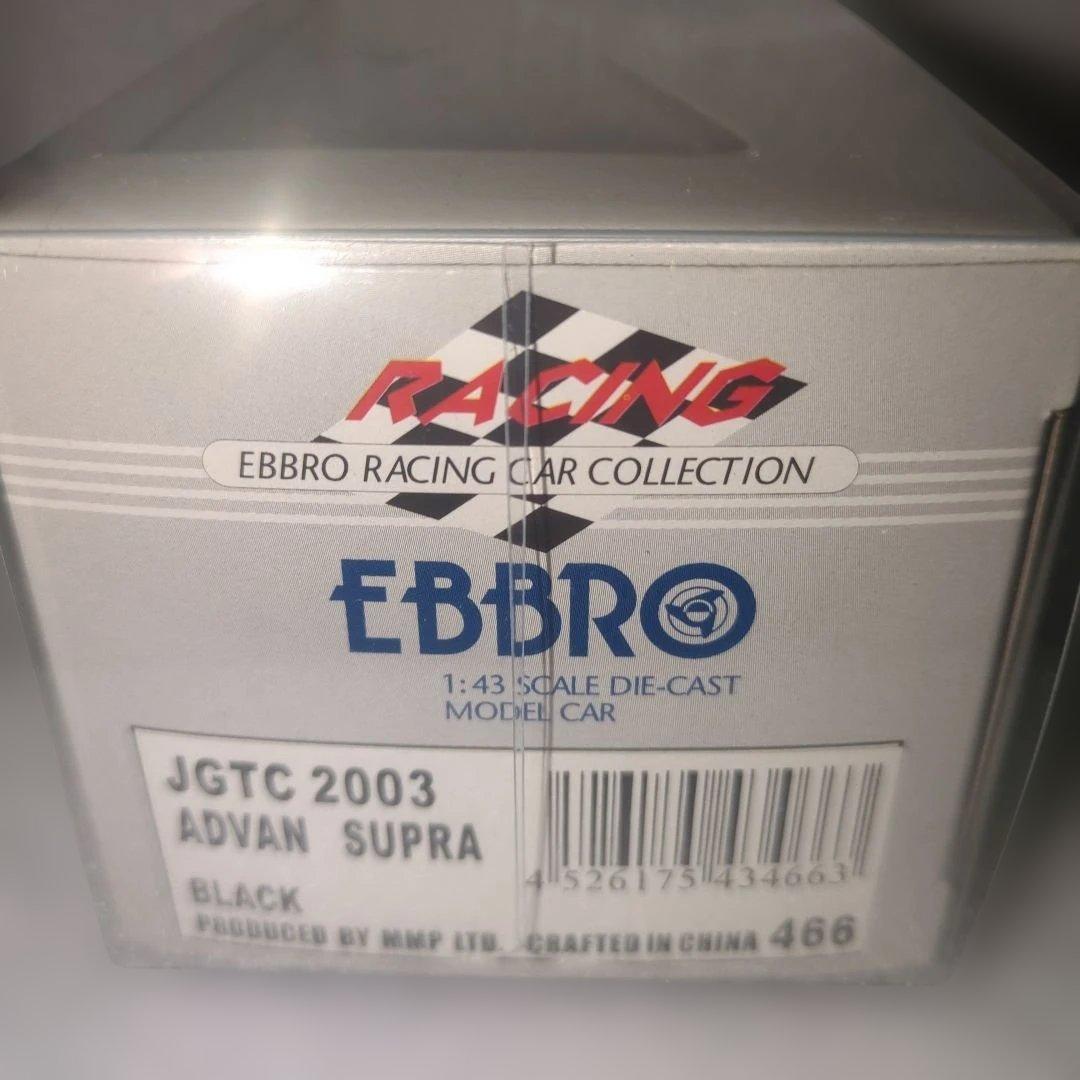 RACING
EBBRO RACING CAR COLLECTION
EBBRO
1:43 SCALE DIE-CAST
MODEL CAR
JGTC 2003
ADVAN SUPRA
BLACK
4 526175 434663
PRODUCED BY MMP LTD. CRAFTED IN CHINA 466